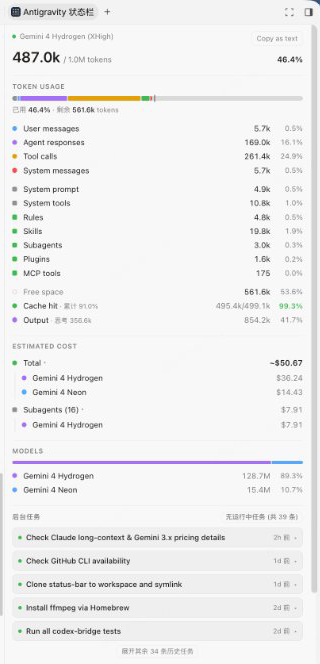 Antigravity 状态栏 +
Gemini 4 Hydrogen (XHigh) Copy as text
487.0k / 1.0M tokens 46.4%
TOKEN USAGE
已用 46.4% · 剩余 561.6k tokens
User messages 5.7k 0.5%
Agent responses 169.0k 16.1%
Tool calls 261.4k 24.9%
System messages 5.7k 0.5%
System prompt 4.9k 0.5%
System tools 10.8k 1.0%
Rules 4.8k 0.5%
Skills 19.8k 1.9%
Subagents 3.0k 0.3%
Plugins 1.6k 0.2%
MCP tools 175 0.0%
Free space 561.6k 53.6%
Cache hit · 累计 91.0% 495.4k/499.1k 99.3%
Output · 思考 356.6k 854.2k 41.7%
ESTIMATED COST
Total ~$50.67
Gemini 4 Hydrogen $36.24
Gemini 4 Neon $14.43
Subagents (16) $7.91
Gemini 4 Hydrogen $7.91
MODELS
Gemini 4 Hydrogen 128.7M 89.3%
Gemini 4 Neon 15.4M 10.7%
后台任务 无运行中任务 (共 39 条)
Check Claude long-context & Gemini 3.x pricing details 2h 前
Check GitHub CLI availability 1d 前
Clone status-bar to workspace and symlink 1d 前
Install ffmpeg via Homebrew 2d 前
Run all codex-bridge tests 2d 前
展开其余 34 条历史任务